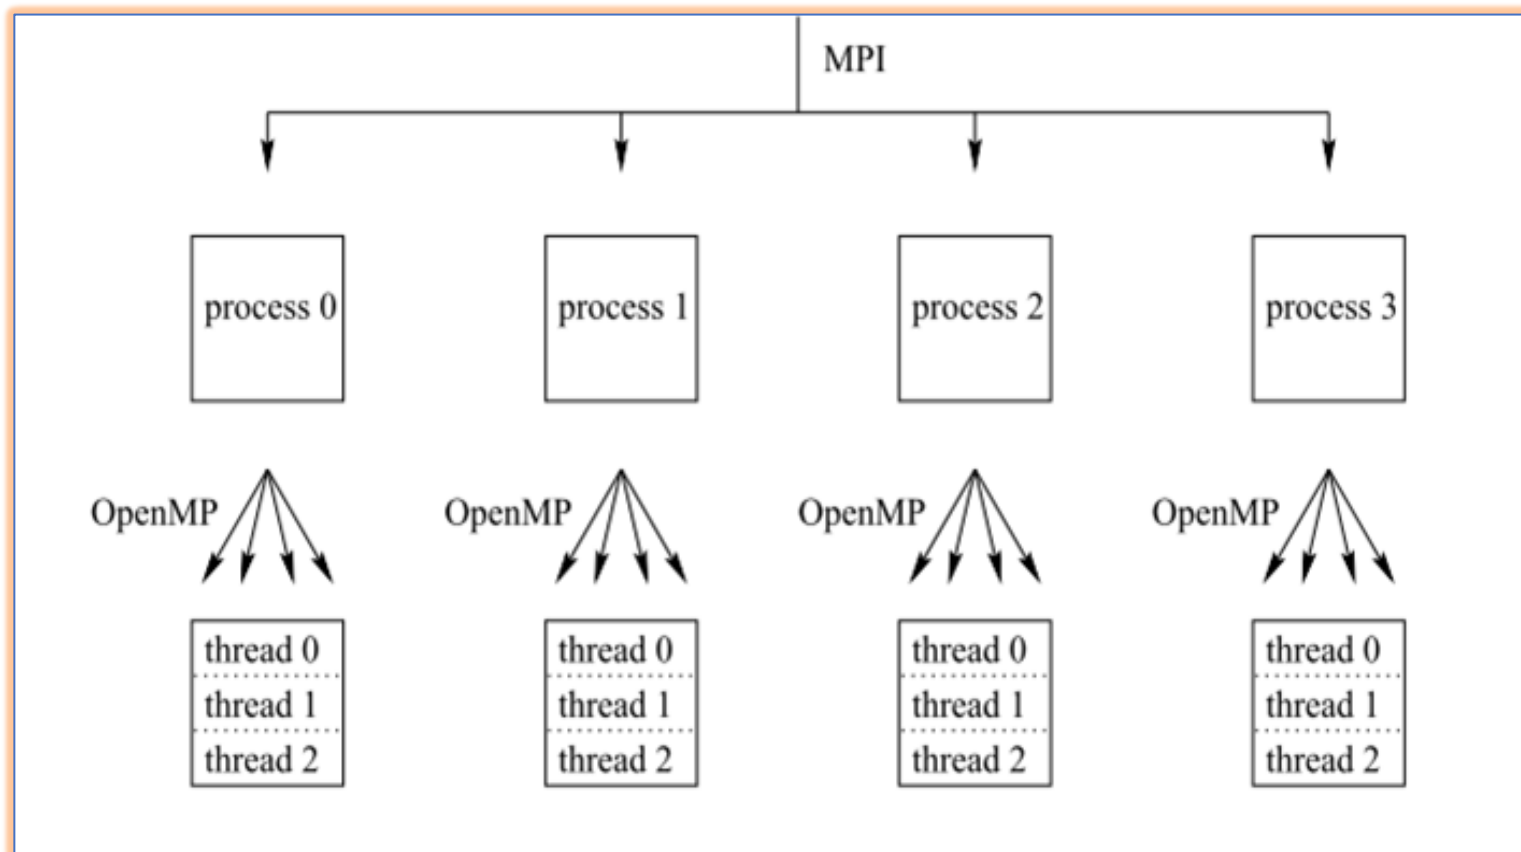 MPI
process 0 process 1 process 2 process 3
OpenMP OpenMP OpenMP OpenMP
thread 0 thread 0 thread 0 thread 0
thread 1 thread 1 thread 1 thread 1
thread 2 thread 2 thread 2 thread 2